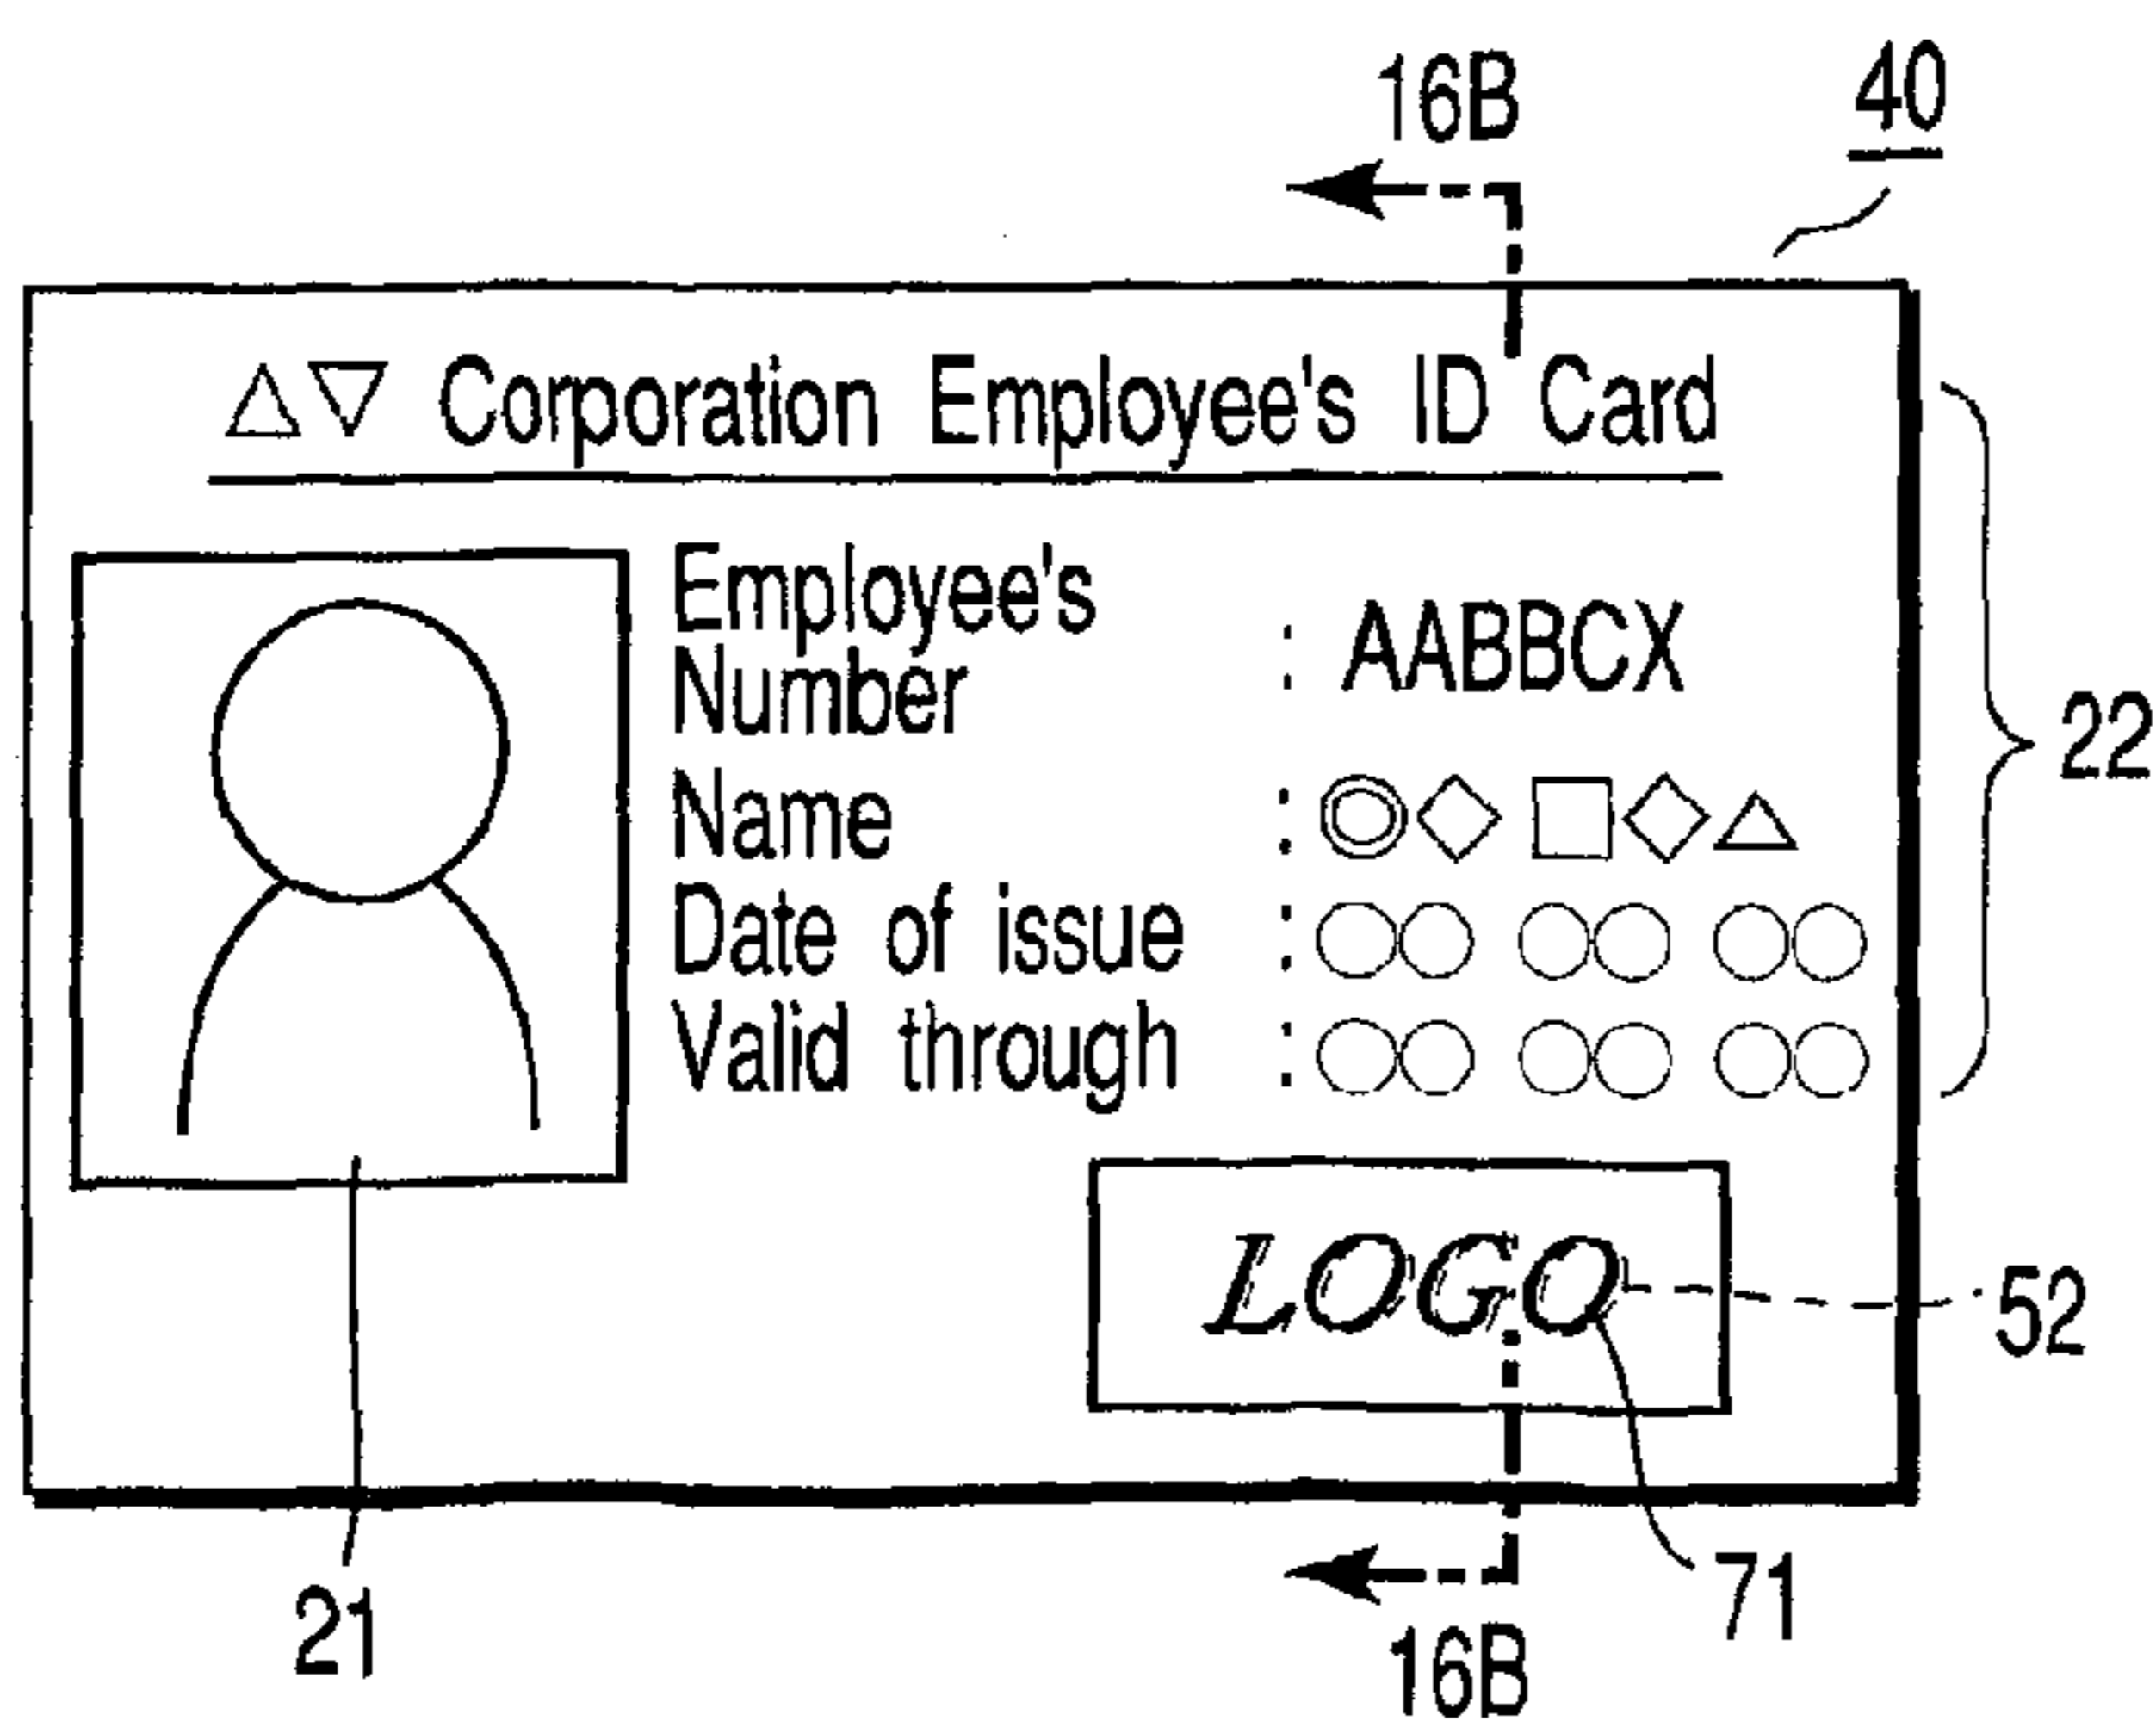 16B
40
△▽ Corporation Employee's ID Card
Employee's
Number : AABBCX
Name : ◎◇ □◇△
Date of issue : ○○ ○○ ○○
Valid through : ○○ ○○ ○○
22
LOGO
52
71
21
16B